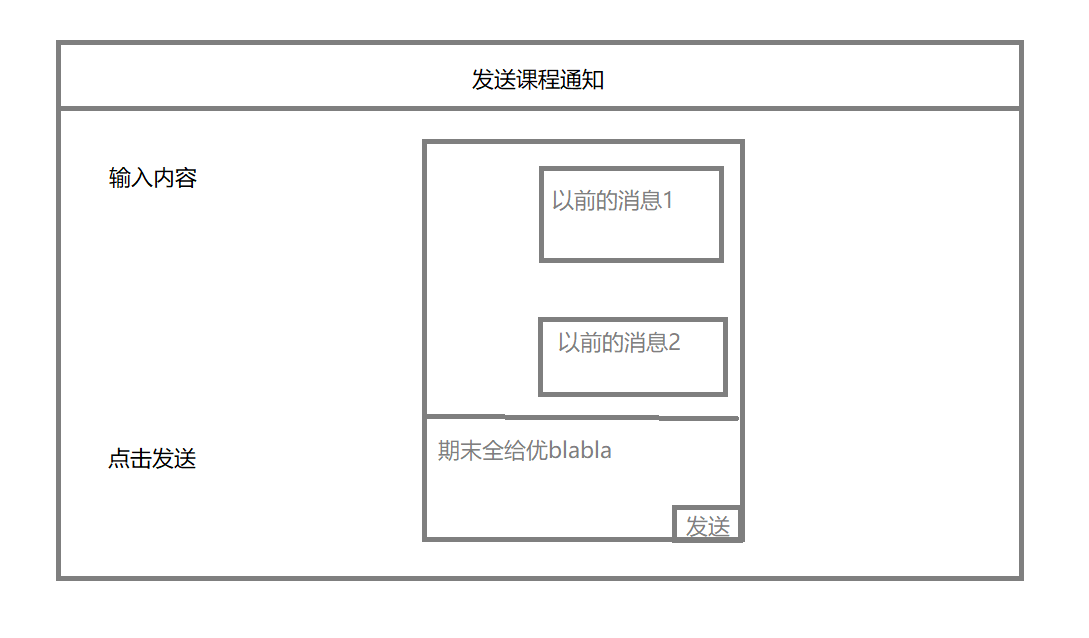 发送课程通知
输入内容
以前的消息1
以前的消息2
点击发送
期末全给优blabla
发送